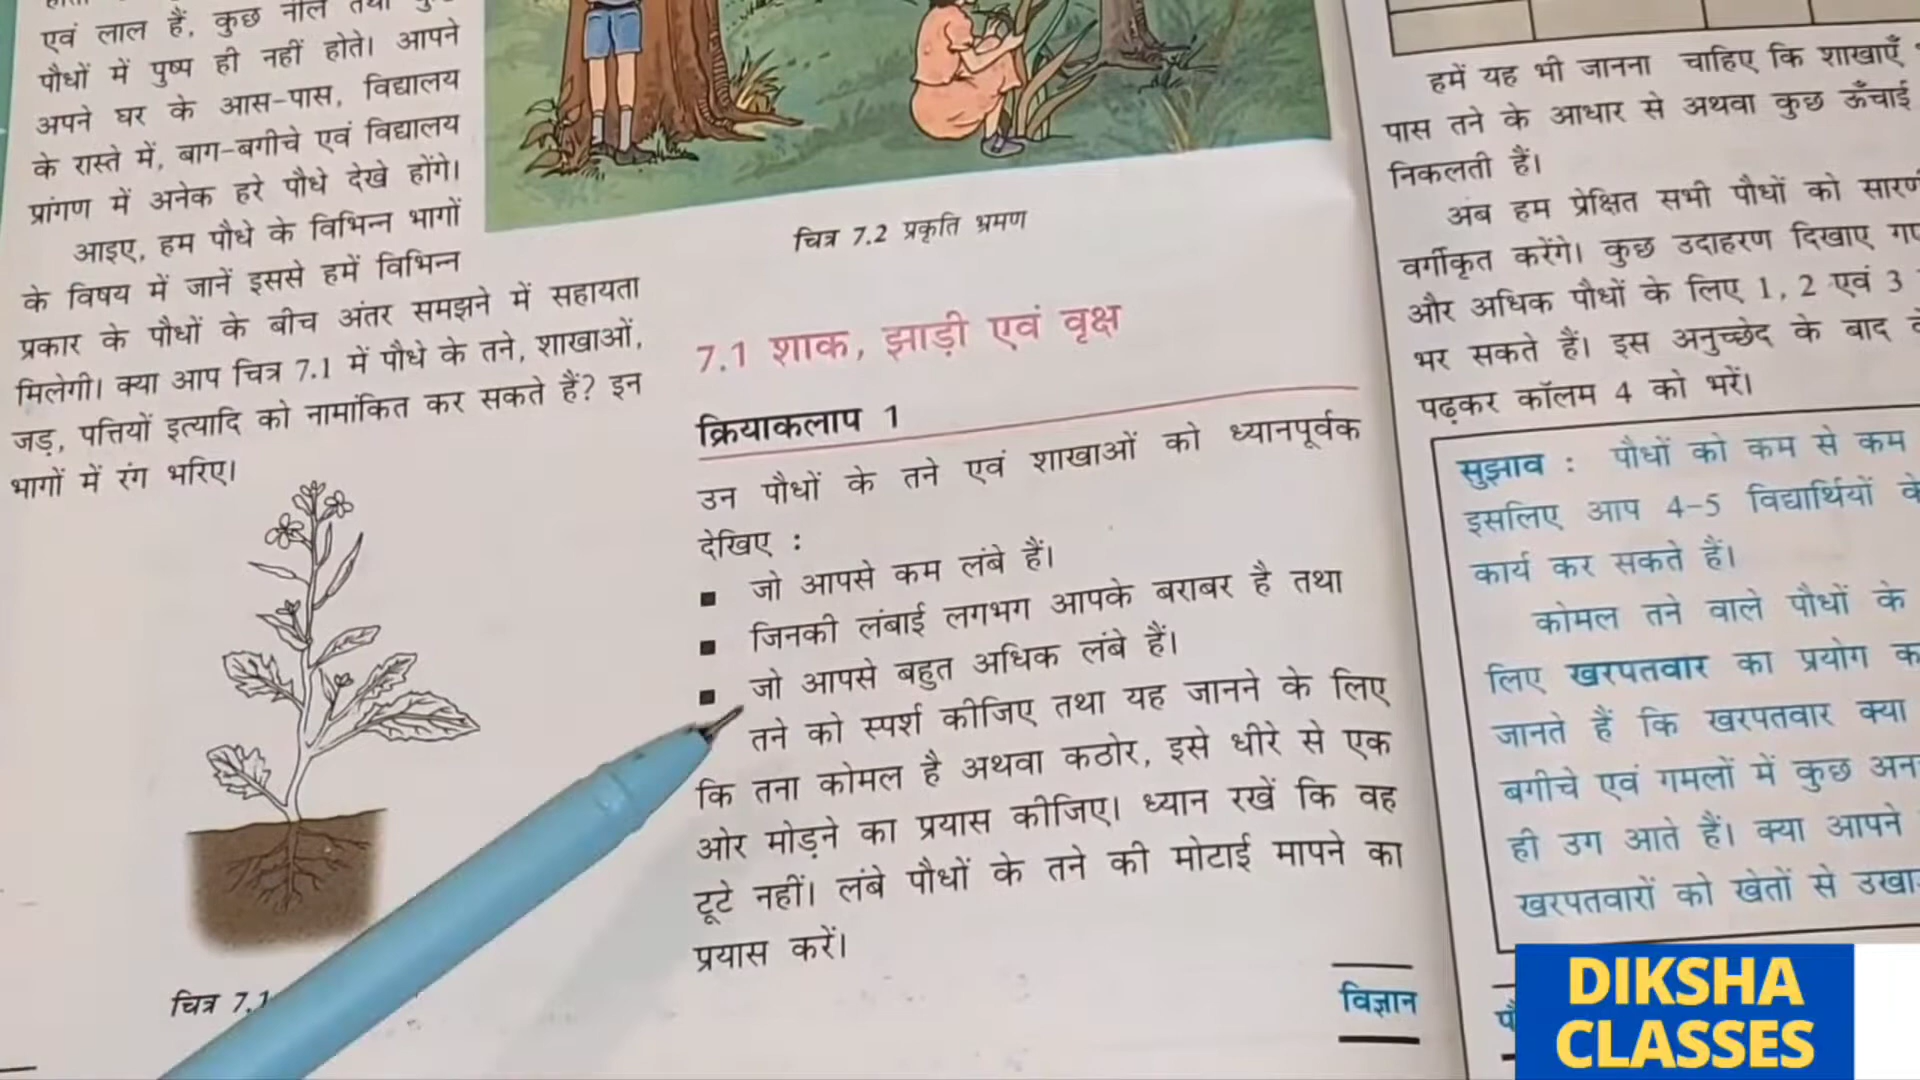 एवं लाल हैं, कुछ नीले तथा
पौधों में पुष्प ही नहीं होते। आपने
अपने घर के आस-पास, विद्यालय
के रास्ते में, बाग-बगीचे एवं विद्यालय
प्रांगण में अनेक हरे पौधे देखे होंगे।
आइए, हम पौधे के विभिन्न भागों
के विषय में जानें इससे हमें विभिन्न
प्रकार के पौधों के बीच अंतर समझने में सहायता
मिलेगी। क्या आप चित्र 7.1 में पौधे के तने, शाखाओं,
जड़, पत्तियों इत्यादि को नामांकित कर सकते हैं? इन
भागों में रंग भरिए।
चित्र 7.1
चित्र 7.2 प्रकृति भ्रमण
7.1 शाक, झाड़ी एवं वृक्ष
क्रियाकलाप 1
उन पौधों के तने एवं शाखाओं को ध्यानपूर्वक
देखिए :
■ जो आपसे कम लंबे हैं।
■ जिनकी लंबाई लगभग आपके बराबर है तथा
■ जो आपसे बहुत अधिक लंबे हैं।
तने को स्पर्श कीजिए तथा यह जानने के लिए
कि तना कोमल है अथवा कठोर, इसे धीरे से एक
ओर मोड़ने का प्रयास कीजिए। ध्यान रखें कि वह
टूटे नहीं। लंबे पौधों के तने की मोटाई मापने का
प्रयास करें।
विज्ञान
हमें यह भी जानना चाहिए कि शाखाएँ
पास तने के आधार से अथवा कुछ ऊँचाई
निकलती हैं।
अब हम प्रेक्षित सभी पौधों को
वर्गीकृत करेंगे। कुछ उदाहरण दिखाए
और अधिक पौधों के लिए 1, 2 एवं 3
भर सकते हैं। इस अनुच्छेद के बाद
पढ़कर कॉलम 4 को भरें।
सुझाव : पौधों को कम से कम
इसलिए आप 4-5 विद्यार्थियों
कार्य कर सकते हैं।
कोमल तने वाले पौधों के
लिए खरपतवार का प्रयोग
जानते हैं कि खरपतवार क्या
बगीचे एवं गमलों में कुछ
ही उग आते हैं। क्या आपने
खरपतवारों को खेतों से
DIKSHA
CLASSES